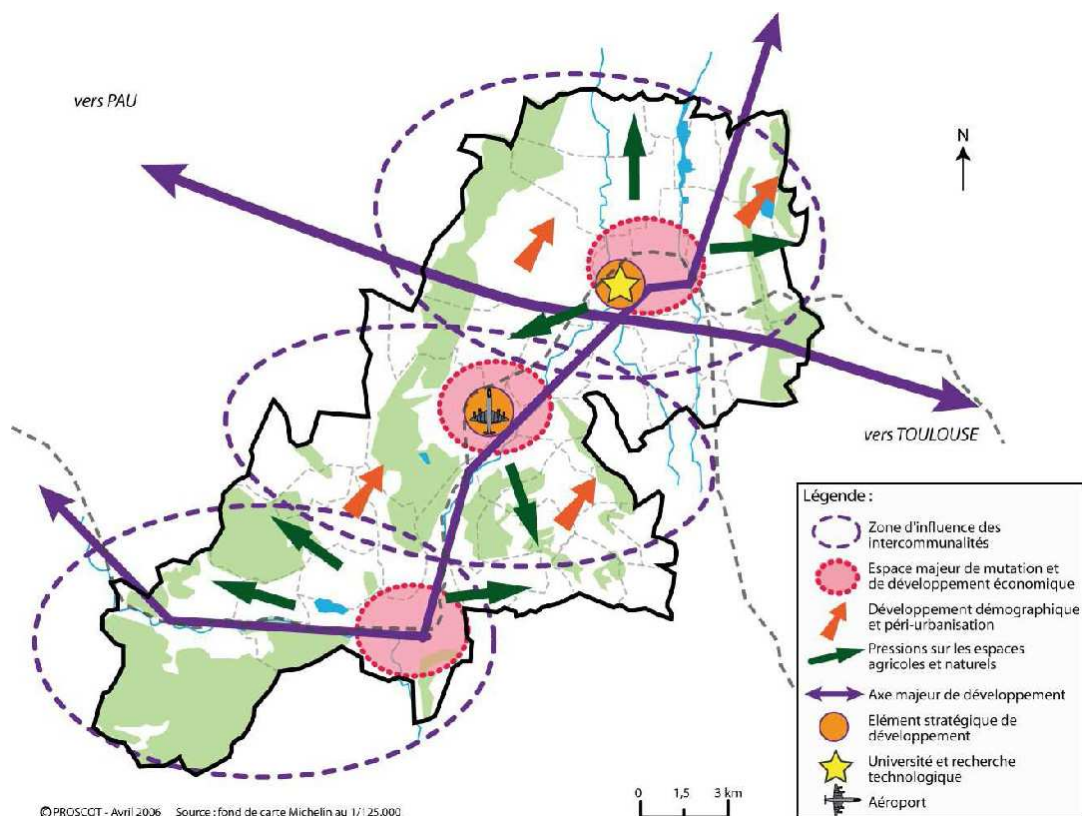 vers PAU
N
vers TOULOUSE
Légende :
Zone d'influence des
intercommunalités
Espace majeur de mutation et
de développement économique
Développement démographique
et péri-urbanisation
Pressions sur les espaces
agricoles et naturels
Axe majeur de développement
Elément stratégique de
développement
Université et recherche
technologique
Aéroport
0 1,5 3 km
© PROSCOT - Avril 2006 Source : fond de carte Michelin au 1/125.000